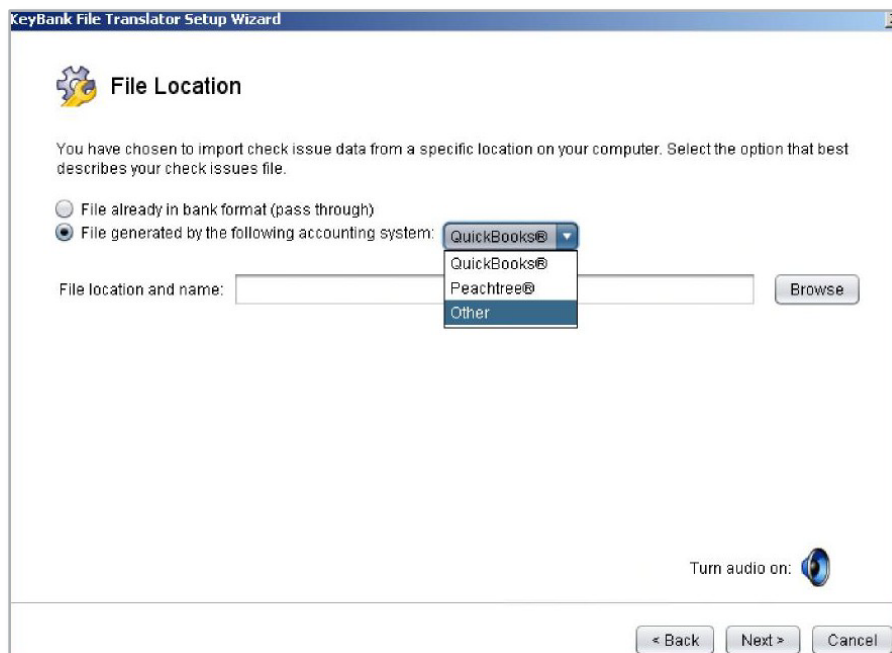 KeyBank File Translator Setup Wizard
File Location
You have chosen to import check issue data from a specific location on your computer. Select the option that best
describes your check issues file.
File already in bank format (pass through)
File generated by the following accounting system: QuickBooks®
QuickBooks®
Peachtree®
Other
File location and name:
Browse
Turn audio on:
< Back Next > Cancel